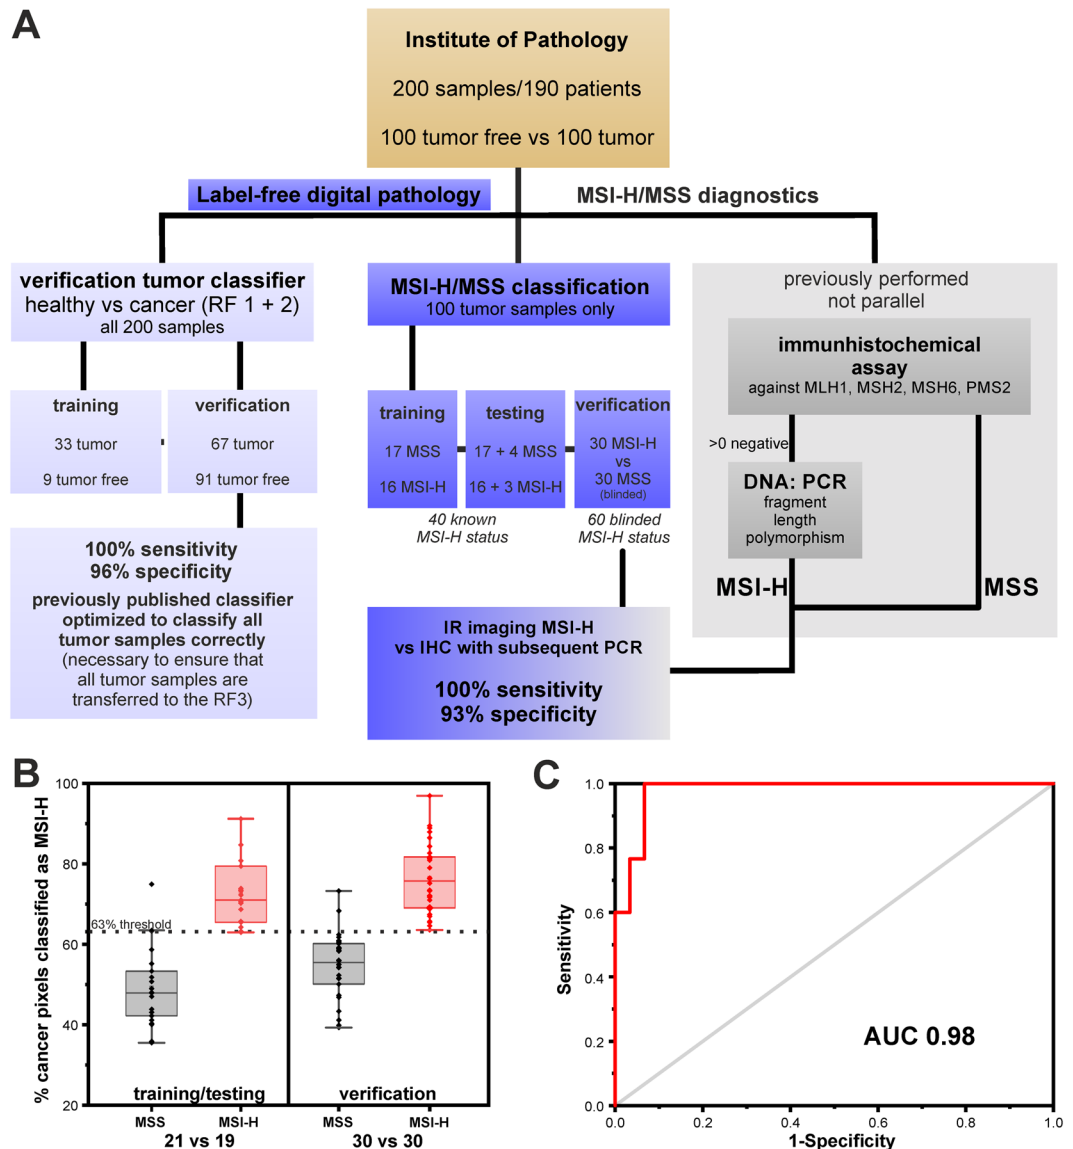 A
Institute of Pathology
200 samples/190 patients
100 tumor free vs 100 tumor
Label-free digital pathology
MSI-H/MSS diagnostics
verification tumor classifier
healthy vs cancer (RF 1 + 2)
all 200 samples
training
33 tumor
9 tumor free
verification
67 tumor
91 tumor free
100% sensitivity
96% specificity
previously published classifier
optimized to classify all
tumor samples correctly
(necessary to ensure that
all tumor samples are
transferred to the RF3)
MSI-H/MSS classification
100 tumor samples only
training
17 MSS
16 MSI-H
testing
17 + 4 MSS
16 + 3 MSI-H
verification
30 MSI-H
vs
30 MSS
(blinded)
40 known
MSI-H status
60 blinded
MSI-H status
IR imaging MSI-H
vs IHC with subsequent PCR
100% sensitivity
93% specificity
previously performed
not parallel
immunhistochemical
assay
against MLH1, MSH2, MSH6, PMS2
>0 negative
DNA: PCR
fragment
length
polymorphism
MSI-H
MSS
B
% cancer pixels classified as MSI-H
100
80
60
40
20
63% threshold
training/testing
verification
MSS
MSI-H
MSS
MSI-H
21 vs 19
30 vs 30
C
Sensitivity
1.0
0.8
0.6
0.4
0.2
0.0
AUC 0.98
0.0
0.2
0.4
0.6
0.8
1.0
1-Specificity